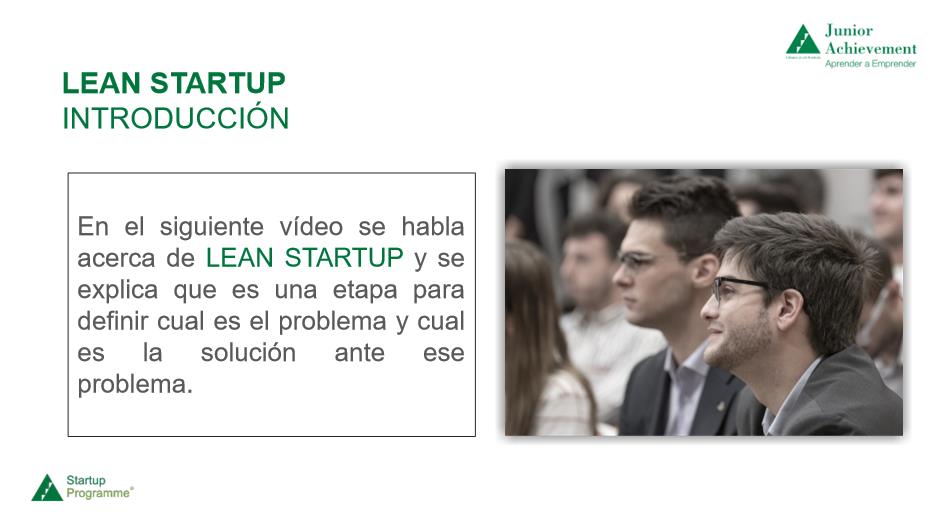 Junior
Achievement
Aprender a Emprender
LEAN STARTUP
INTRODUCCIÓN
En el siguiente vídeo se habla
acerca de LEAN STARTUP y se
explica que es una etapa para
definir cual es el problema y cual
es la solución ante ese
problema.
Startup
Programme®